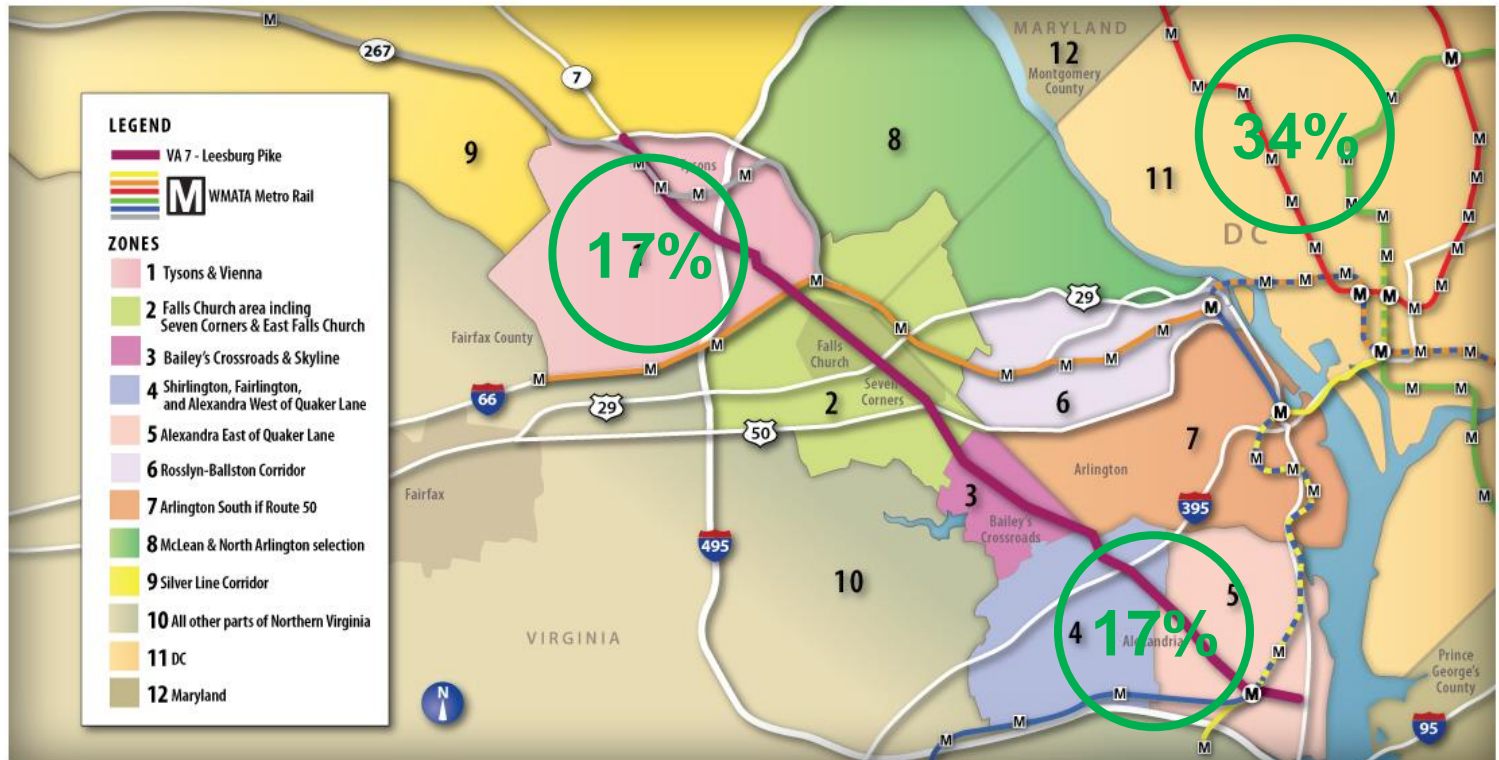 LEGEND
VA 7 - Leesburg Pike
M WMATA Metro Rail
ZONES
1 Tysons & Vienna
2 Falls Church area incling
Seven Corners & East Falls Church
3 Bailey's Crossroads & Skyline
4 Shirlington, Fairlington,
and Alexandra West of Quaker Lane
5 Alexandra East of Quaker Lane
6 Rosslyn-Ballston Corridor
7 Arlington South if Route 50
8 McLean & North Arlington selection
9 Silver Line Corridor
10 All other parts of Northern Virginia
11 DC
12 Maryland
267
7
9
8
MARYLAND
12
Montgomery
County
11
34%
DC
Tysons
17%
Fairfax County
66
29
50
29
Falls
Church
Seven
Corners
2
6
7
Arlington
395
3
Bailey's
Crossroads
Fairfax
495
10
VIRGINIA
N
4
17%
Alexandria
5
Prince
George's
County
95